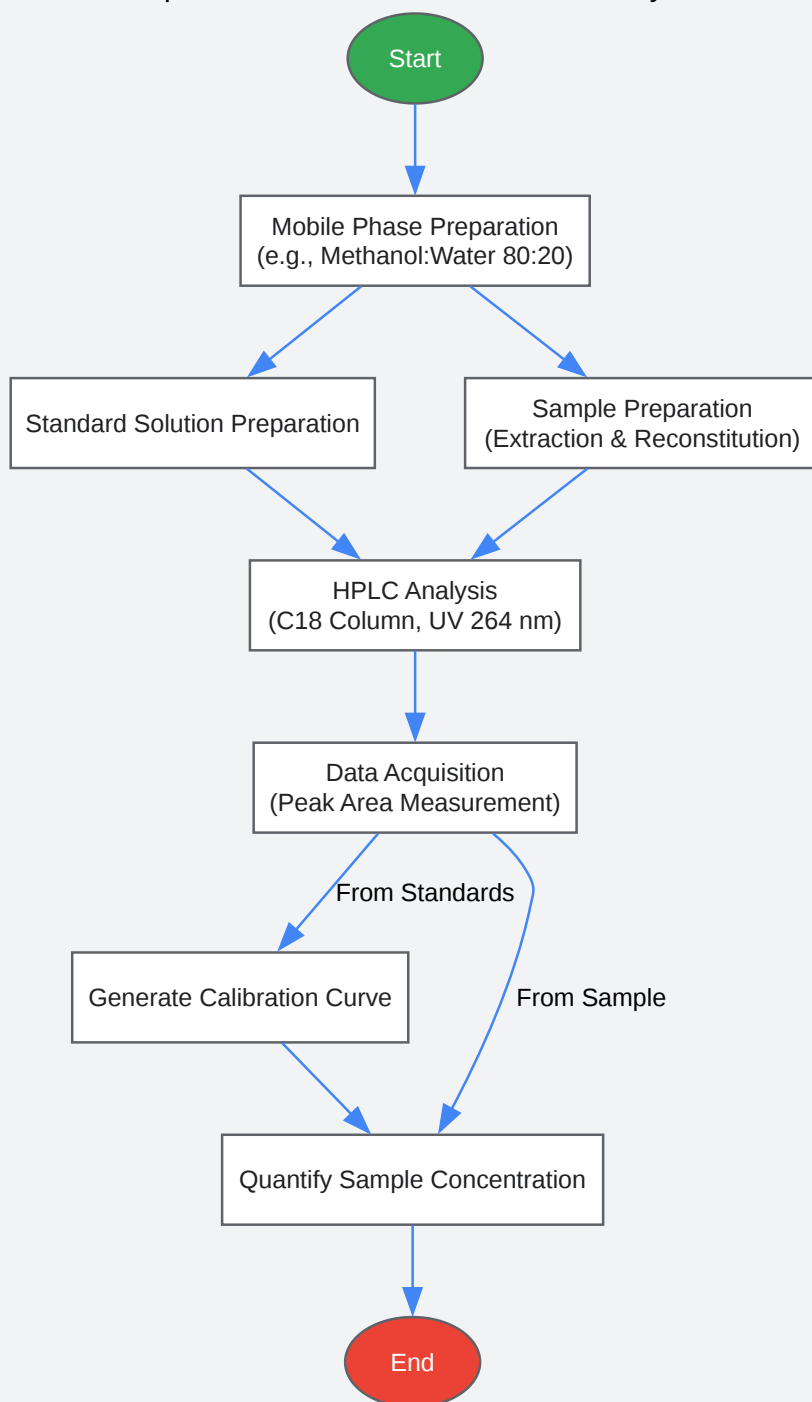 Start
Mobile Phase Preparation
(e.g., Methanol:Water 80:20)
Standard Solution Preparation
Sample Preparation
(Extraction & Reconstitution)
HPLC Analysis
(C18 Column, UV 264 nm)
Data Acquisition
(Peak Area Measurement)
From Standards
Generate Calibration Curve
From Sample
Quantify Sample Concentration
End